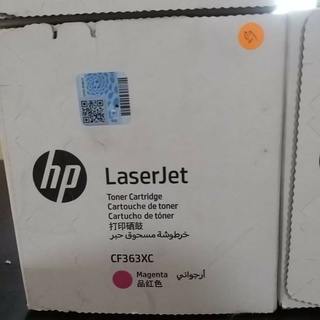 hp
LaserJet
Toner Cartridge
Cartouche de toner
Cartucho de tóner
打印硒鼓
خرطوشة مسحوق حبر
CF363XC
Magenta أرجواني
品红色